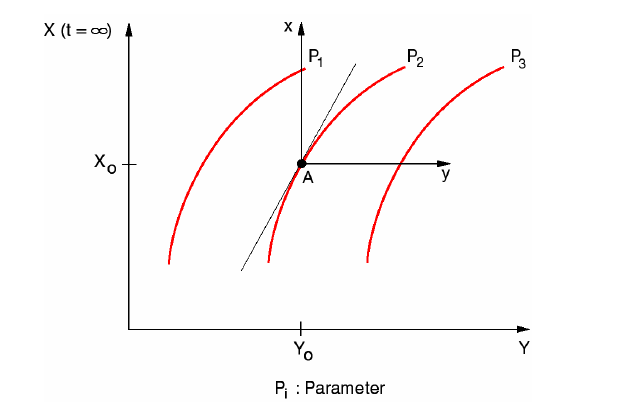 X (t = ∞)
x
P1
P2
P3
Xo
A
y
Yo
Y
Pi : Parameter